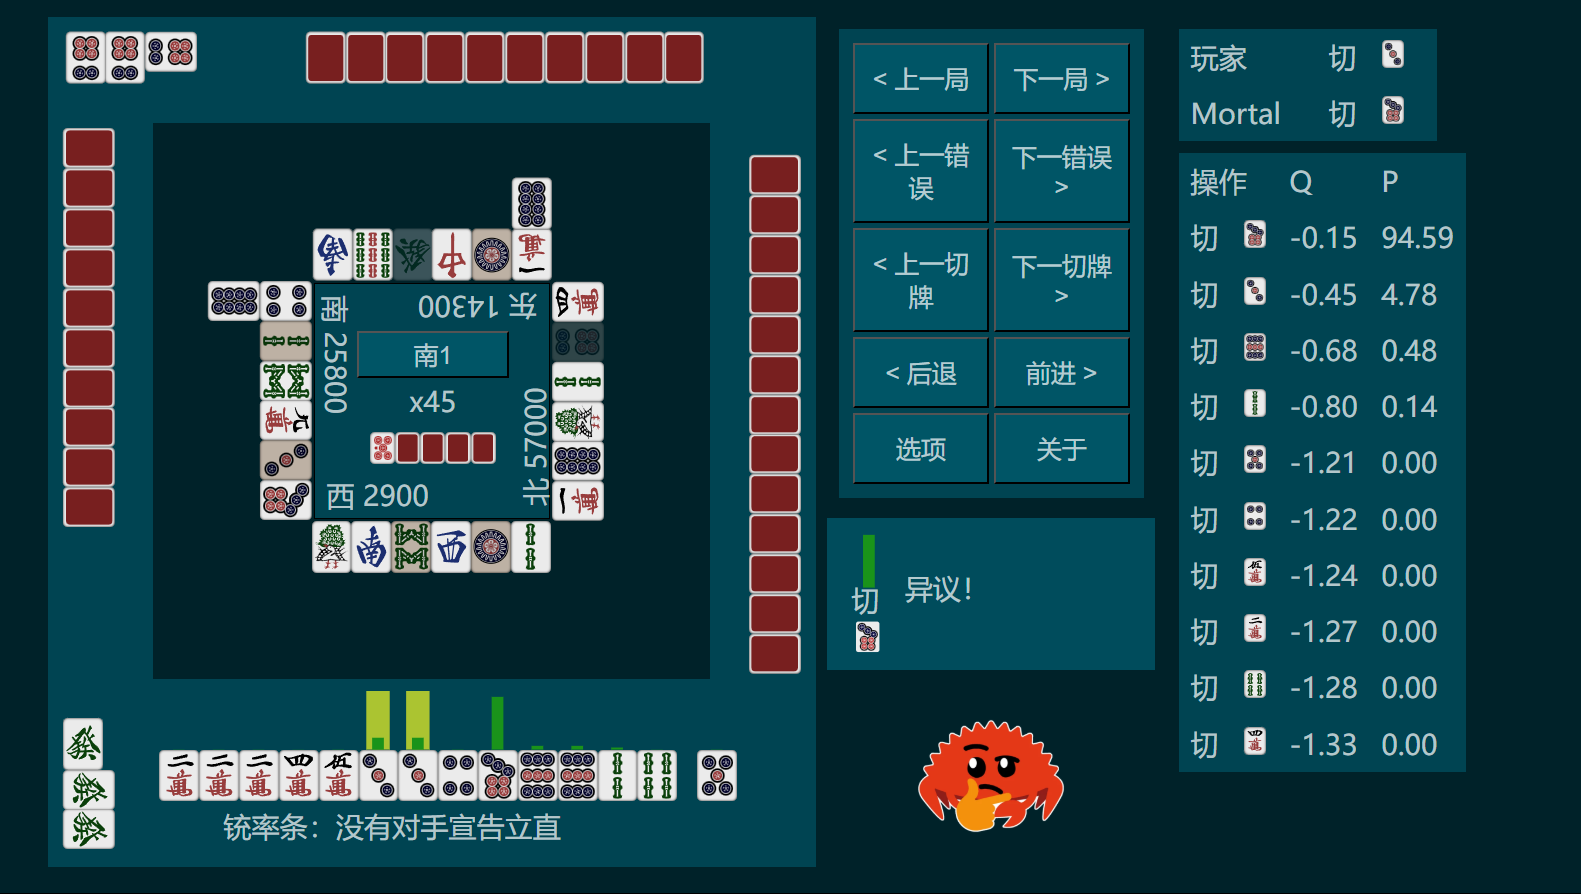 東 14300
南 25800
南1
x45
北 57000
西 2900
铳率条：没有对手宣告立直
< 上一局
下一局 >
< 上一错误
下一错误 >
< 上一切牌
下一切牌 >
< 后退
前进 >
选项
关于
切
异议！
玩家 切
Mortal 切
操作 Q P
切 -0.15 94.59
切 -0.45 4.78
切 -0.68 0.48
切 -0.80 0.14
切 -1.21 0.00
切 -1.22 0.00
切 -1.24 0.00
切 -1.27 0.00
切 -1.28 0.00
切 -1.33 0.00